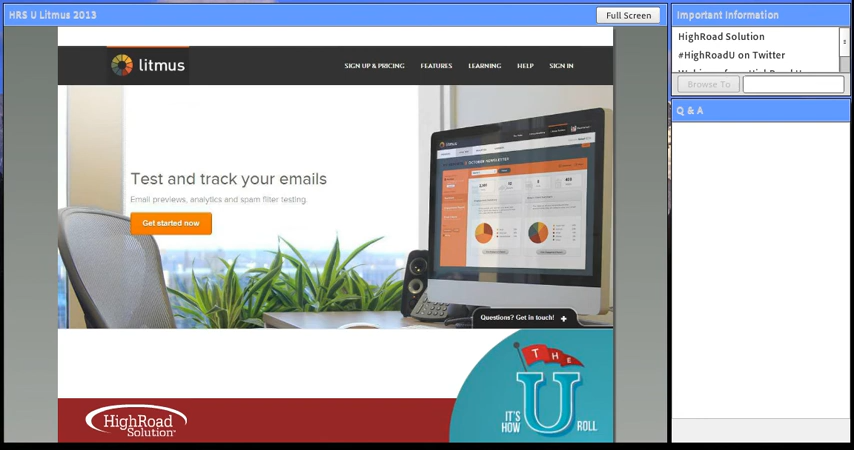 HRS U Litmus 2013
Full Screen
Important Information
HighRoad Solution
#HighRoadU on Twitter
Browse To
Q & A
litmus
SIGN UP & PRICING FEATURES LEARNING HELP SIGN IN
Test and track your emails
Email previews, analytics and spam filter testing.
Get started now
OCTOBER NEWSLETTER
Questions? Get in touch! +
THE
U
IT'S HOW ROLL
HighRoad
Solution